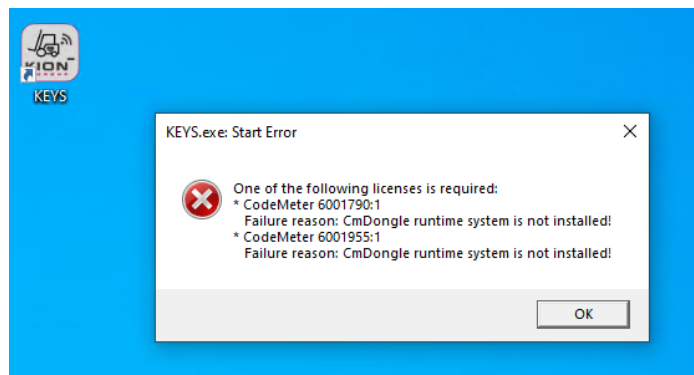 KION
KEYS
KEYS.exe: Start Error
One of the following licenses is required:
* CodeMeter 6001790:1
Failure reason: CmDongle runtime system is not installed!
* CodeMeter 6001955:1
Failure reason: CmDongle runtime system is not installed!
OK